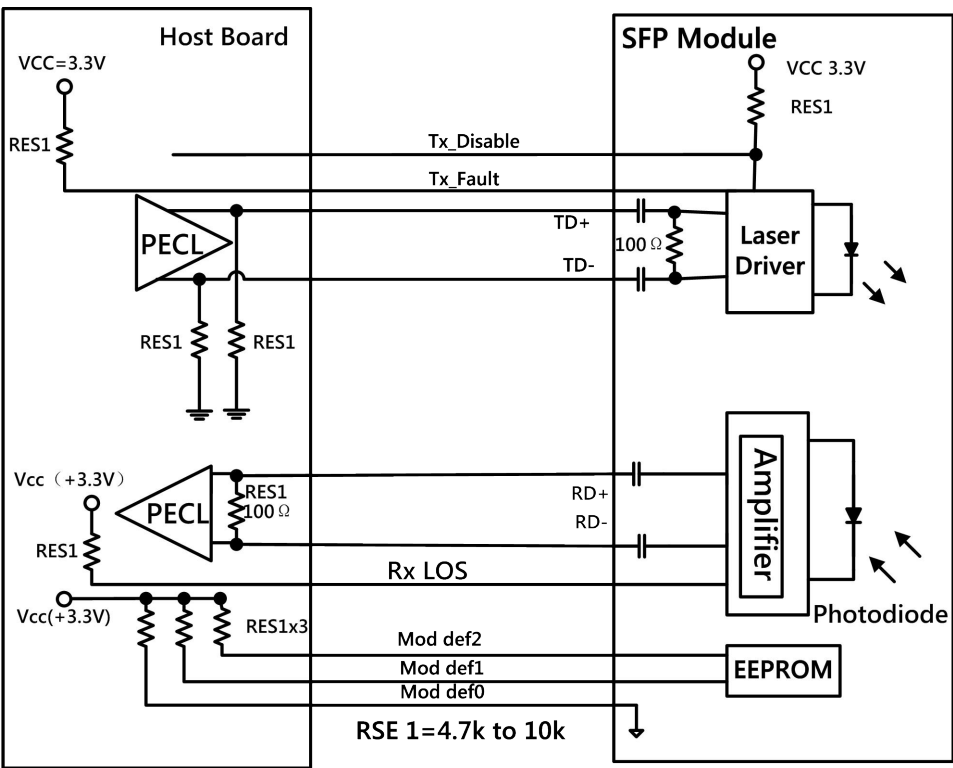 Host Board
SFP Module
VCC=3.3V
VCC 3.3V
RES1
RES1
Tx_Disable
Tx_Fault
PECL
TD+
100Ω
TD-
Laser
Driver
RES1
RES1
Vcc（+3.3V）
PECL
RES1
100Ω
RD+
RD-
Amplifier
RES1
Rx LOS
Photodiode
Vcc(+3.3V)
RES1x3
Mod def2
Mod def1
Mod def0
EEPROM
RSE 1=4.7k to 10k